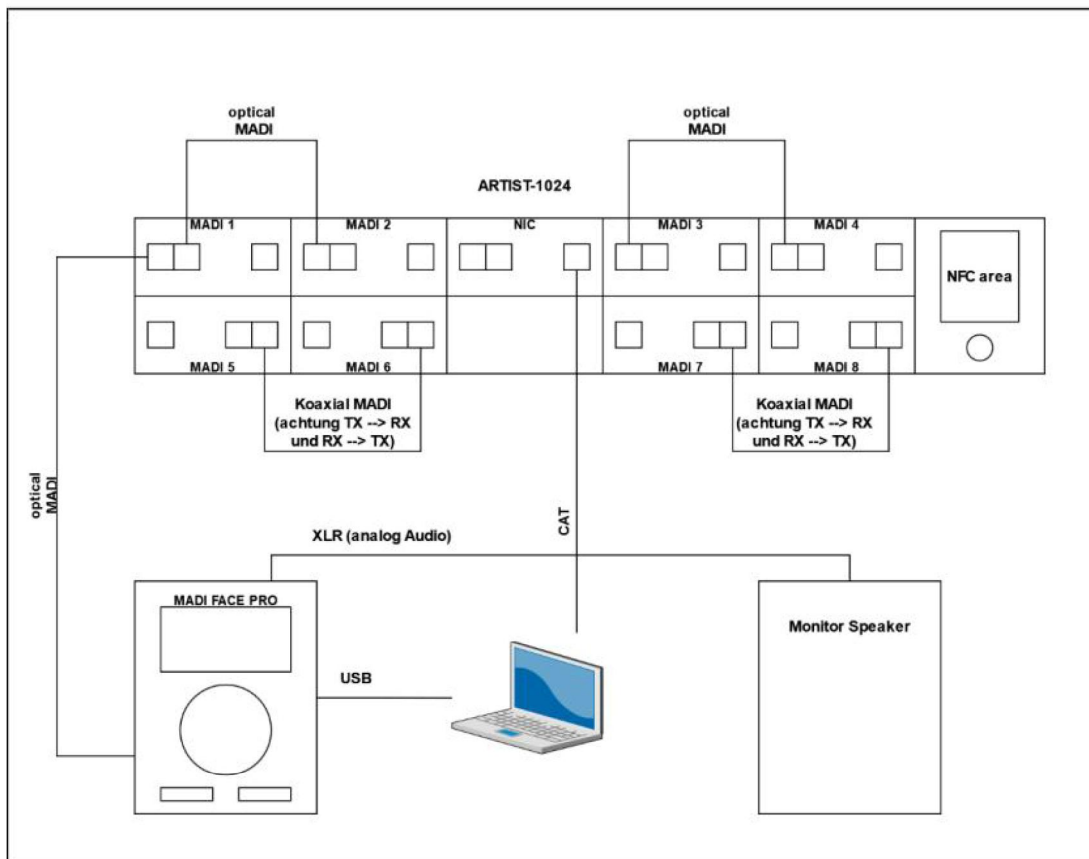 optical
MADI
optical
MADI
ARTIST-1024
MADI 1
MADI 2
NIC
MADI 3
MADI 4
NFC area
MADI 5
MADI 6
MADI 7
MADI 8
Koaxial MADI
(achtung TX --> RX
und RX --> TX)
Koaxial MADI
(achtung TX --> RX
und RX --> TX)
optical
MADI
CAT
XLR (analog Audio)
MADI FACE PRO
Monitor Speaker
USB